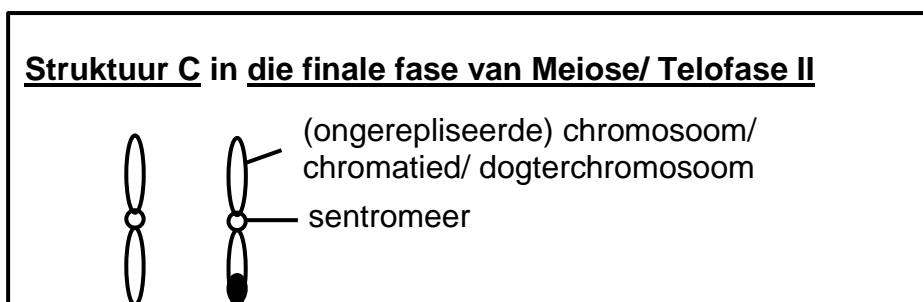 Struktuur C in die finale fase van Meiose/ Telofase II
(ongerepliseerde) chromosoom/
chromatied/ dogterchromosoom
sentromeer